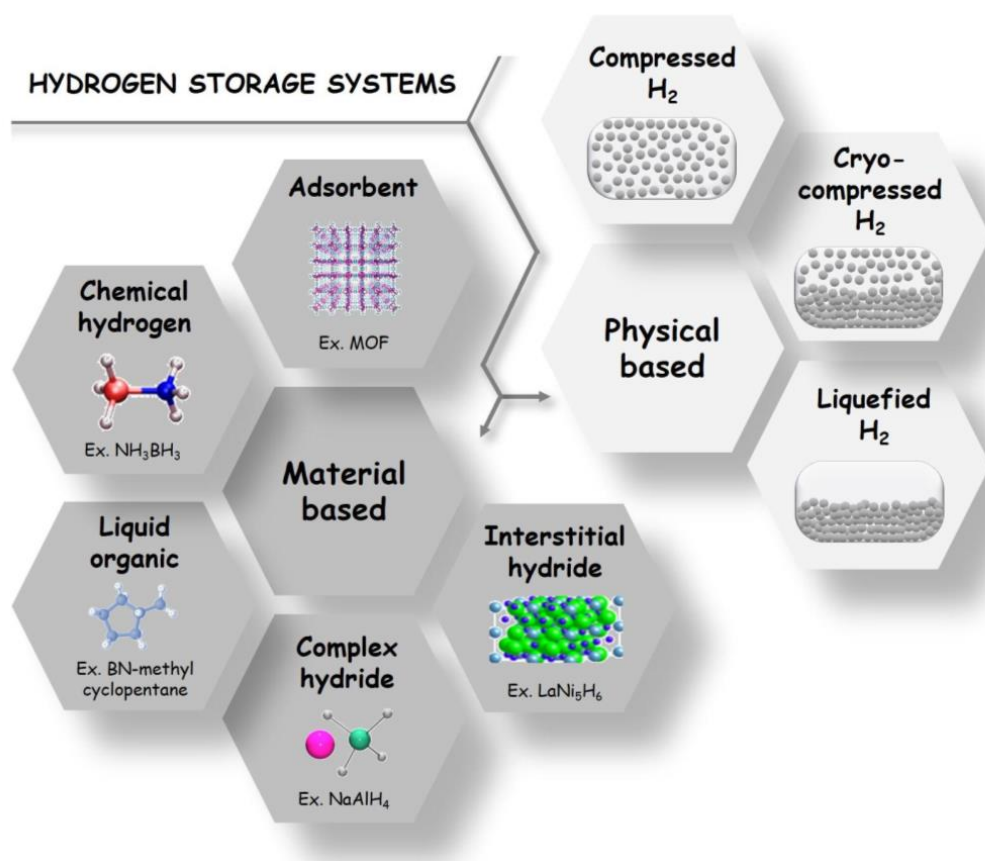 HYDROGEN STORAGE SYSTEMS
Compressed
H₂
Cryo-
compressed
H₂
Physical
based
Liquefied
H₂
Adsorbent
Ex. MOF
Chemical
hydrogen
Ex. NH₃BH₃
Material
based
Liquid
organic
Ex. BN-methyl
cyclopentane
Interstitial
hydride
Ex. LaNi₅H₆
Complex
hydride
Ex. NaAlH₄